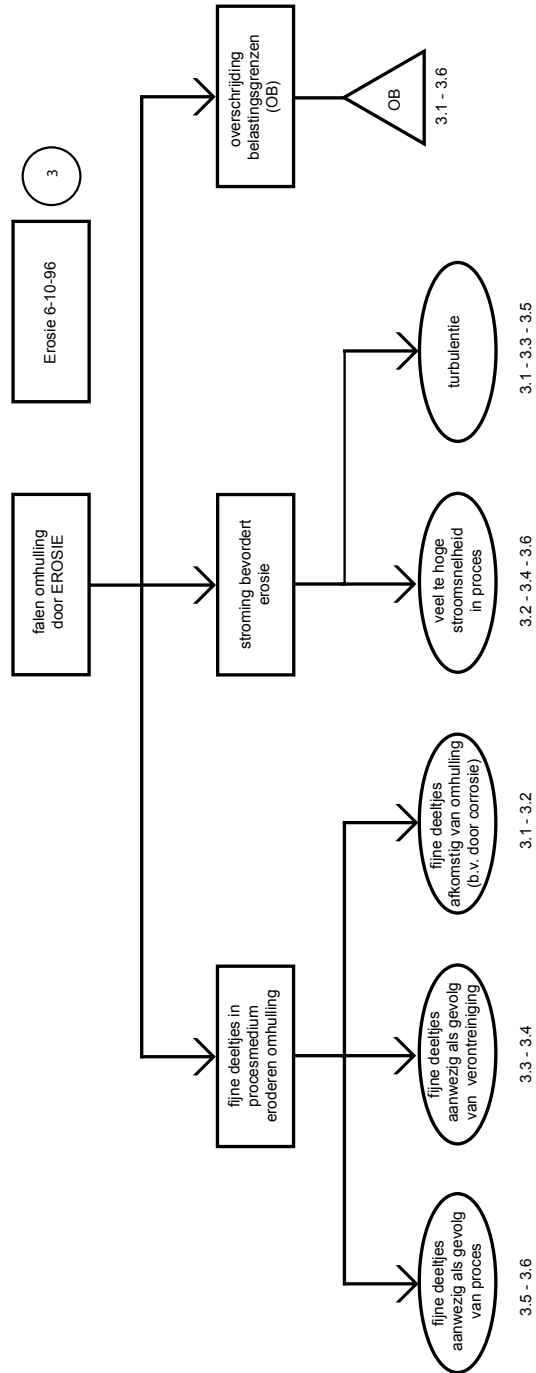 falen omhulling
door EROSIE
Erosie 6-10-96
3
fijne deeltjes in
procesmedium
eroderen omhulling
stroming bevordert
erosie
overschrijding
belastingsgrenzen
(OB)
fijne deeltjes
aanwezig als gevolg
van proces
3.5 - 3.6
fijne deeltjes
aanwezig als gevolg
van verontreiniging
3.3 - 3.4
fijne deeltjes
afkomstig van omhulling
(b.v. door corrosie)
3.1 - 3.2
veel te hoge
stroomsnelheid
in proces
3.2 - 3.4 - 3.6
turbulentie
3.1 - 3.3 - 3.5
OB
3.1 - 3.6